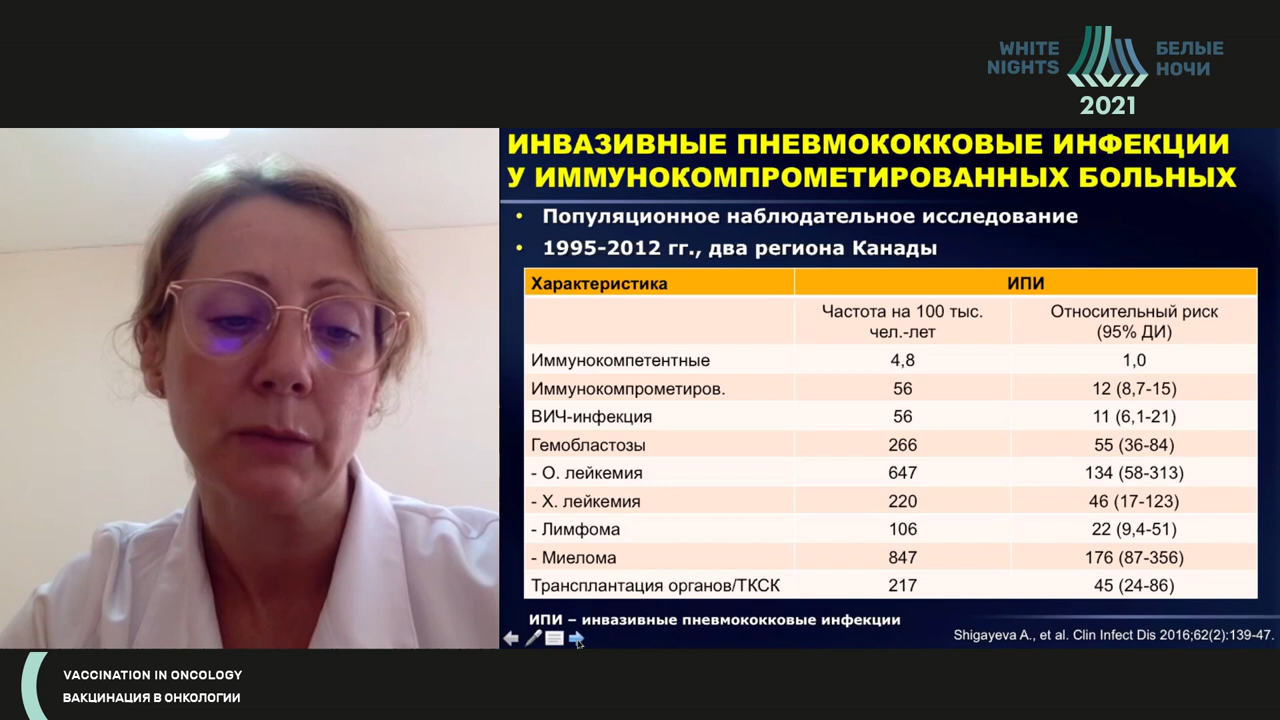 WHITE NIGHTS
БЕЛЫЕ НОЧИ
2021
ИНВАЗИВНЫЕ ПНЕВМОКОККОВЫЕ ИНФЕКЦИИ
У ИММУНОКОМПРОМЕТИРОВАННЫХ БОЛЬНЫХ
• Популяционное наблюдательное исследование
• 1995-2012 гг., два региона Канады
Характеристика ИПИ
Частота на 100 тыс. чел.-лет Относительный риск (95% ДИ)
Иммунокомпетентные 4,8 1,0
Иммунокомпрометиров. 56 12 (8,7-15)
ВИЧ-инфекция 56 11 (6,1-21)
Гемобластозы 266 55 (36-84)
- О. лейкемия 647 134 (58-313)
- Х. лейкемия 220 46 (17-123)
- Лимфома 106 22 (9,4-51)
- Миелома 847 176 (87-356)
Трансплантация органов/ТКСК 217 45 (24-86)
ИПИ – инвазивные пневмококковые инфекции
Shigayeva A., et al. Clin Infect Dis 2016;62(2):139-47.
VACCINATION IN ONCOLOGY
ВАКЦИНАЦИЯ В ОНКОЛОГИИ